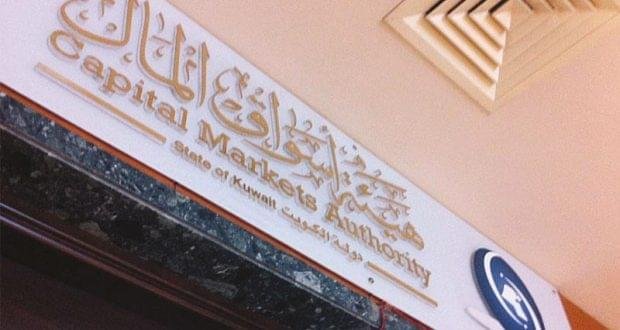 هيئة أسواق المال
Capital Markets Authority
State of Kuwait دولة الكويت